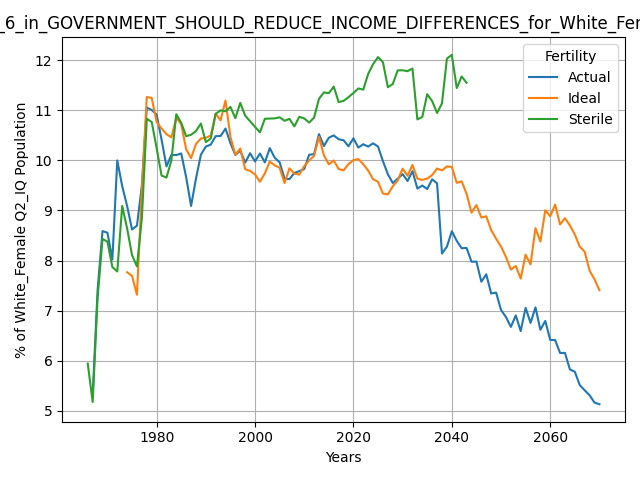 _6_in_GOVERNMENT_SHOULD_REDUCE_INCOME_DIFFERENCES_for_White_Fe
Fertility
Actual
Ideal
Sterile
% of White_Female Q2_IQ Population
12
11
10
9
8
7
6
5
1980
2000
2020
2040
2060
Years